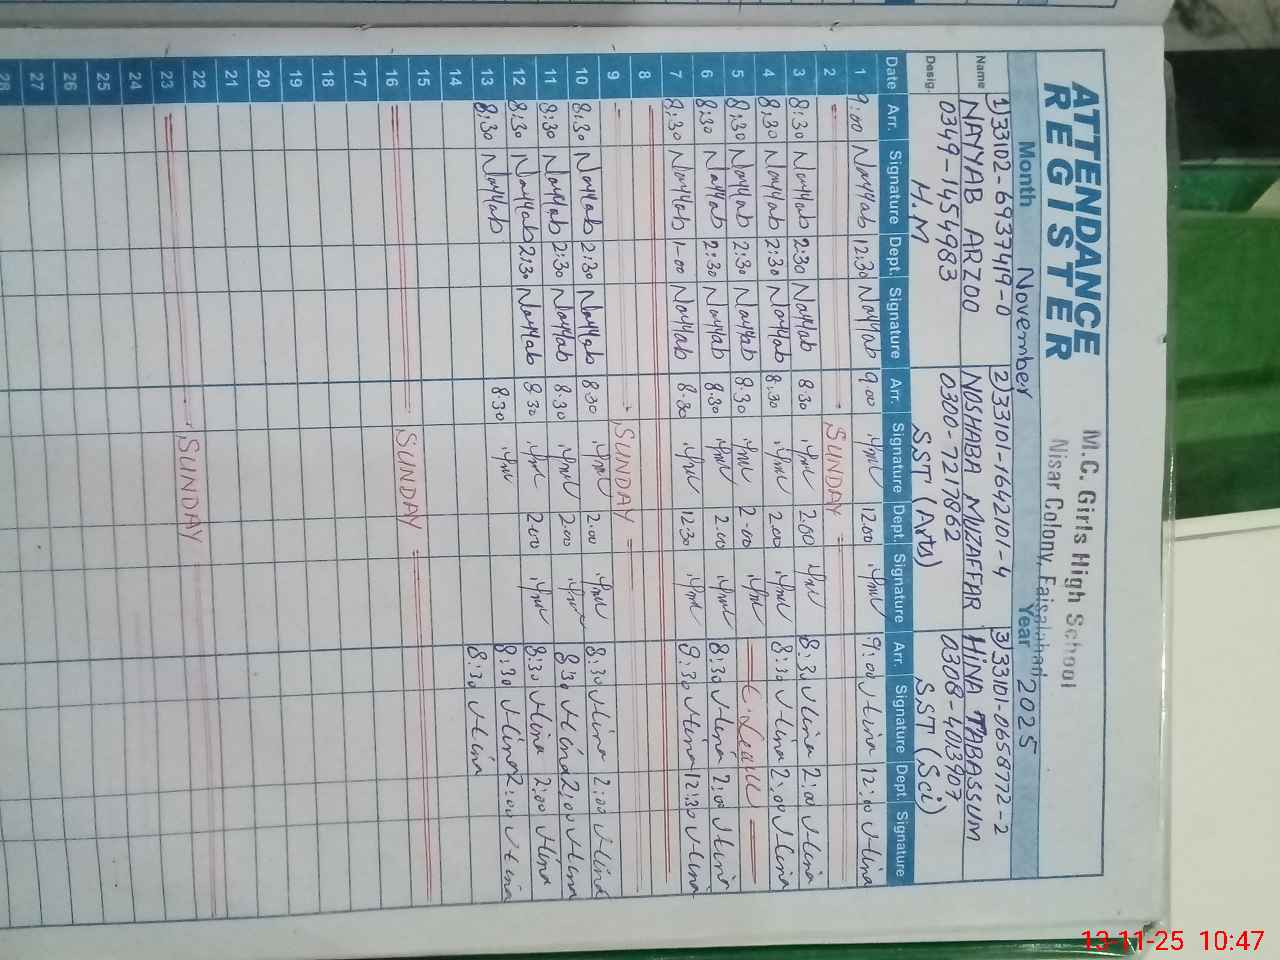 ATTENDANCE
REGISTER
M.C. Girls High School
Nisar Colony, Faisalabad
Month November Year 2025
Name 1) 33102-6937419-0 2) 33101-1642101-4 3) 33101-0658772-2
NAYYAB ARZOO NOSHABA MUZAFFAR HINA TABASSUM
0349-1454983 0300-7217862 0308-4013907
Desig. H.M SST (Arts) SST (Sci)
Date Arr. Signature Dept. Signature Arr. Signature Dept. Signature Arr. Signature Dept. Signature
1 9:00 Nayyab 12:30 Nayyab 9:00 12:00 9:00 Hina 12:00 Hina
2 SUNDAY
3 8:30 Nayyab 2:30 Nayyab 8:30 2:00 8:30 Hina 2:00 Hina
4 8:30 Nayyab 2:30 Nayyab 8:30 2:00 8:30 Hina 2:00 Hina
5 8:30 Nayyab 2:30 Nayyab 8:30 2:00 C. Leave
6 8:30 Nayyab 2:30 Nayyab 8:30 2:00 8:30 Hina 2:00 Hina
7 8:30 Nayyab 1-00 Nayyab 8:30 12:30 8:30 Hina 12:30 Hina
8
9 SUNDAY
10 8:30 Nayyab 2:30 Nayyab 8:30 2:00 8:30 Hina 2:00 Hina
11 8:30 Nayyab 2:30 Nayyab 8:30 2:00 8:30 Hina 2:00 Hina
12 8:30 Nayyab 2:30 Nayyab 8:30 2:00 8:30 Hina 2:00 Hina
13 8:30 Nayyab 8:30 8:30 Hina
14
15
16 SUNDAY
17
18
19
20
21
22
23 SUNDAY
24
25
26
27
28
13-11-25 10:47